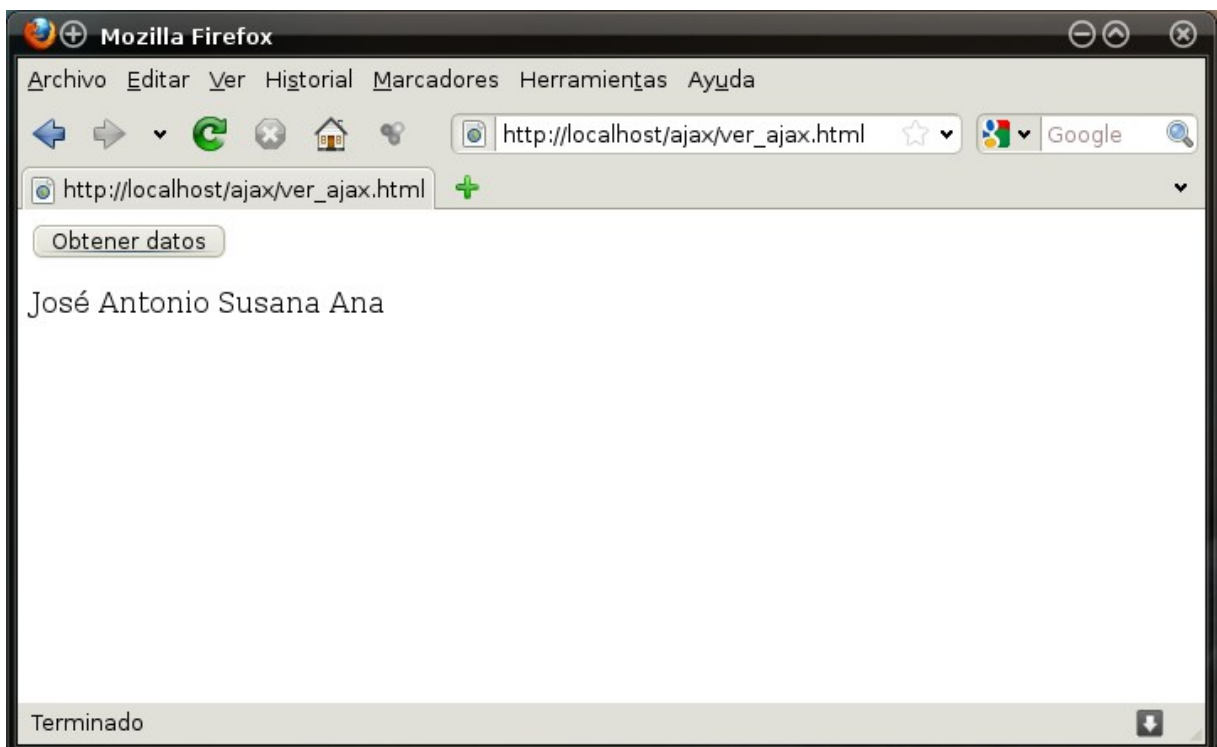 Mozilla Firefox
Archivo Editar Ver Historial Marcadores Herramientas Ayuda
http://localhost/ajax/ver_ajax.html Google
http://localhost/ajax/ver_ajax.html
Obtener datos
José Antonio Susana Ana
Terminado